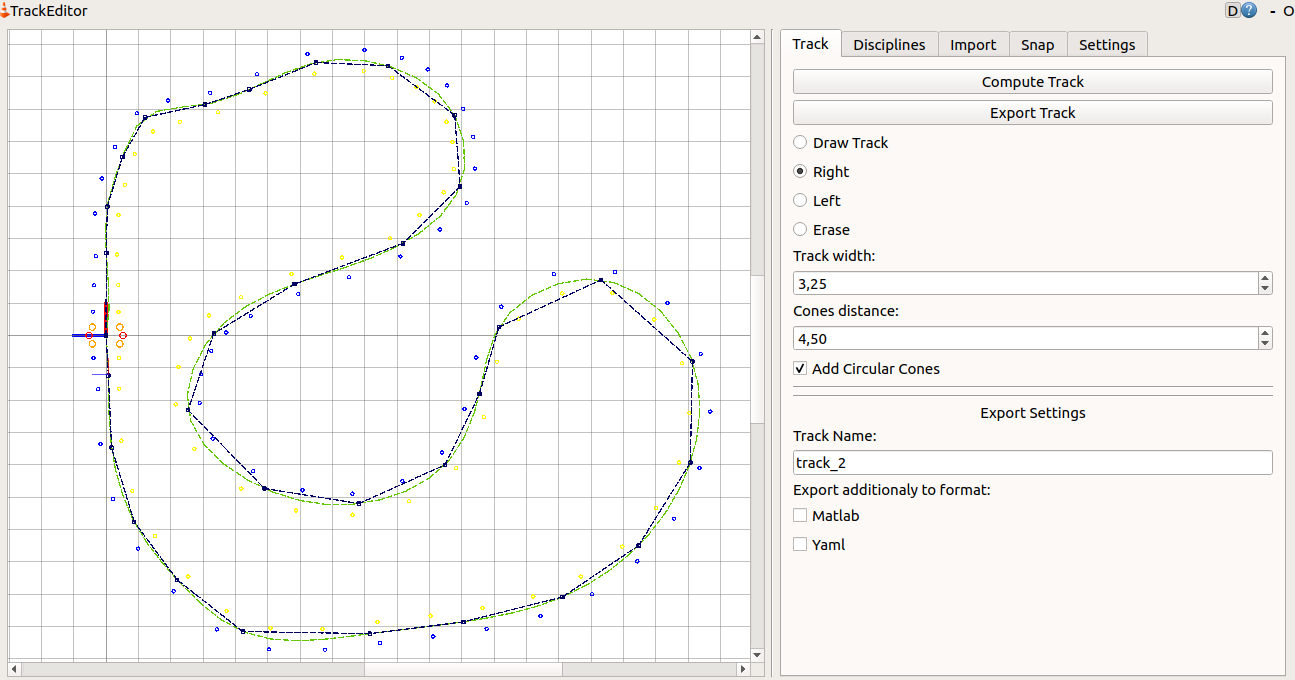 TrackEditor
D ? - O
Track Disciplines Import Snap Settings
Compute Track
Export Track
Draw Track
Right
Left
Erase
Track width:
3,25
Cones distance:
4,50
Add Circular Cones
Export Settings
Track Name:
track_2
Export additionaly to format:
Matlab
Yaml